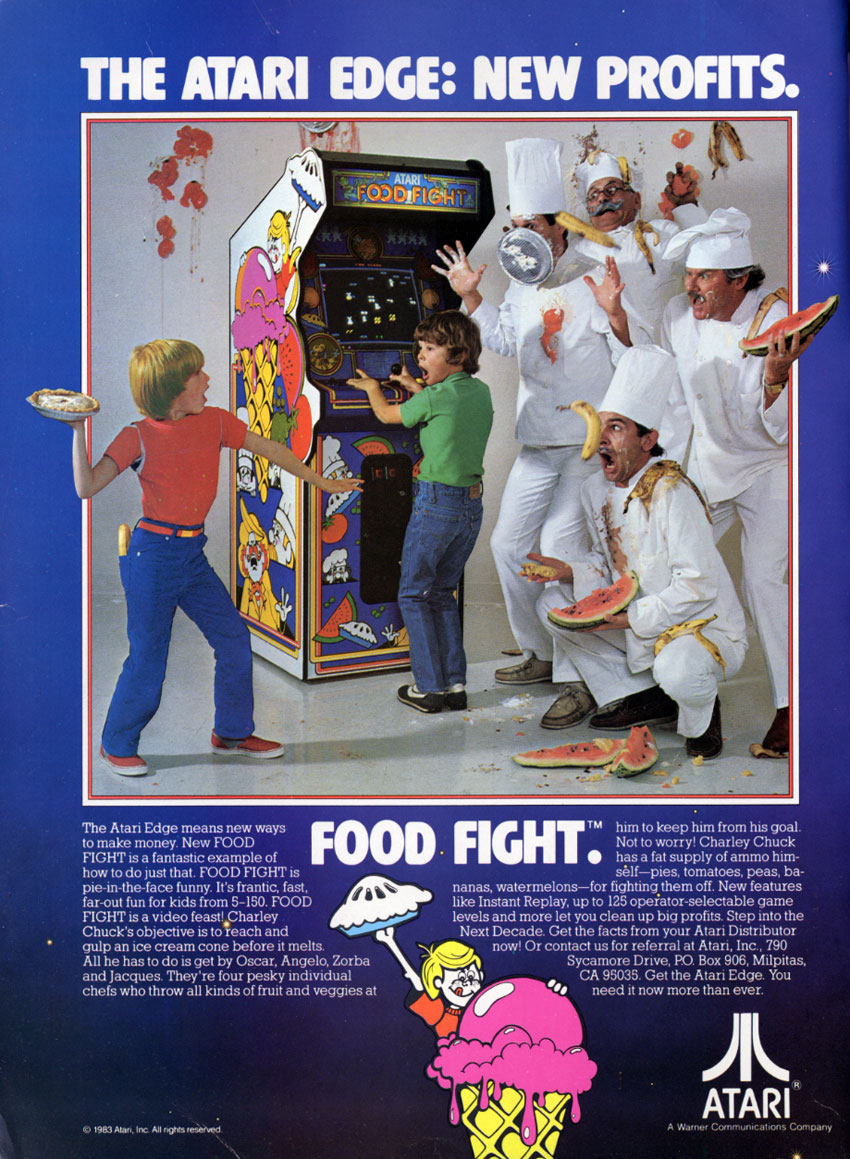 THE ATARI EDGE: NEW PROFITS.
ATARI
FOOD FIGHT
The Atari Edge means new ways
to make money. New FOOD
FIGHT is a fantastic example of
how to do just that. FOOD FIGHT is
pie-in-the-face funny. It's frantic, fast,
far-out fun for kids from 5-150. FOOD
FIGHT is a video feast! Charley
Chuck's objective is to reach and
gulp an ice cream cone before it melts.
All he has to do is get by Oscar, Angelo, Zorba
and Jacques. They're four pesky individual
chefs who throw all kinds of fruit and veggies at
FOOD FIGHT.™
him to keep him from his goal.
Not to worry! Charley Chuck
has a fat supply of ammo him-
self—pies, tomatoes, peas, ba-
nanas, watermelons—for fighting them off. New features
like Instant Replay, up to 125 operator-selectable game
levels and more let you clean up big profits. Step into the
Next Decade. Get the facts from your Atari Distributor
now! Or contact us for referral at Atari, Inc., 790
Sycamore Drive, P.O. Box 906, Milpitas,
CA 95035. Get the Atari Edge. You
need it now more than ever.
ATARI®
A Warner Communications Company
© 1983 Atari, Inc. All rights reserved.